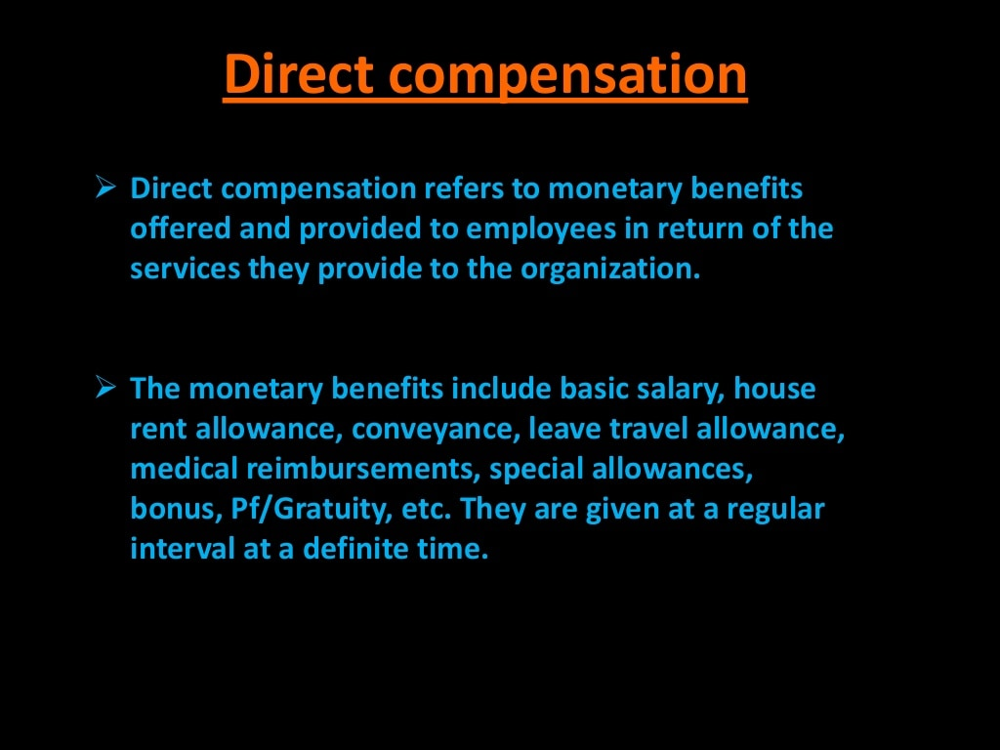 Direct compensation
➢ Direct compensation refers to monetary benefits
offered and provided to employees in return of the
services they provide to the organization.
➢ The monetary benefits include basic salary, house
rent allowance, conveyance, leave travel allowance,
medical reimbursements, special allowances,
bonus, Pf/Gratuity, etc. They are given at a regular
interval at a definite time.